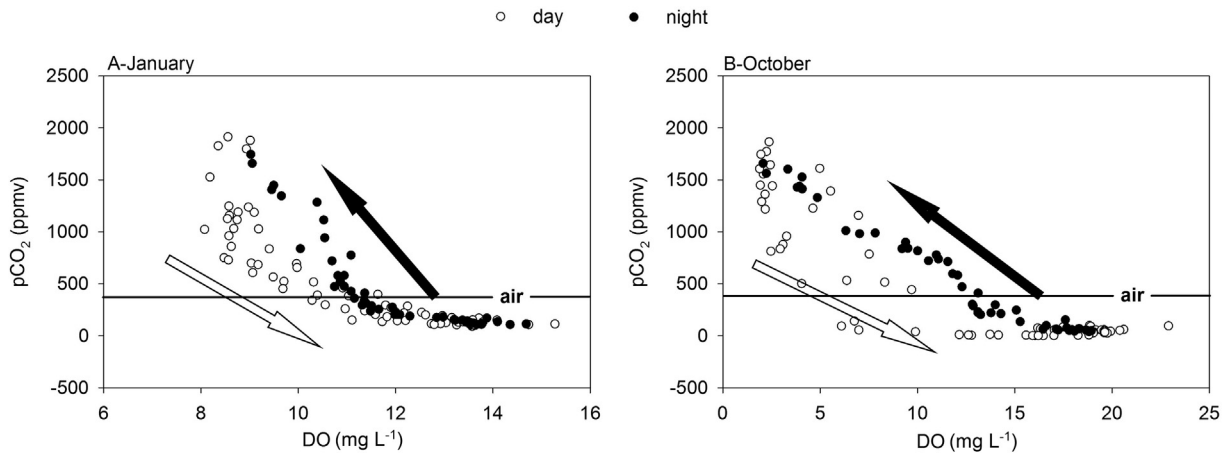 day night
A-January
2500
2000
1500
1000
500
0
-500
pCO₂ (ppmv)
air
6 8 10 12 14 16
DO (mg L⁻¹)
B-October
2500
2000
1500
1000
500
0
-500
pCO₂ (ppmv)
air
0 5 10 15 20 25
DO (mg L⁻¹)